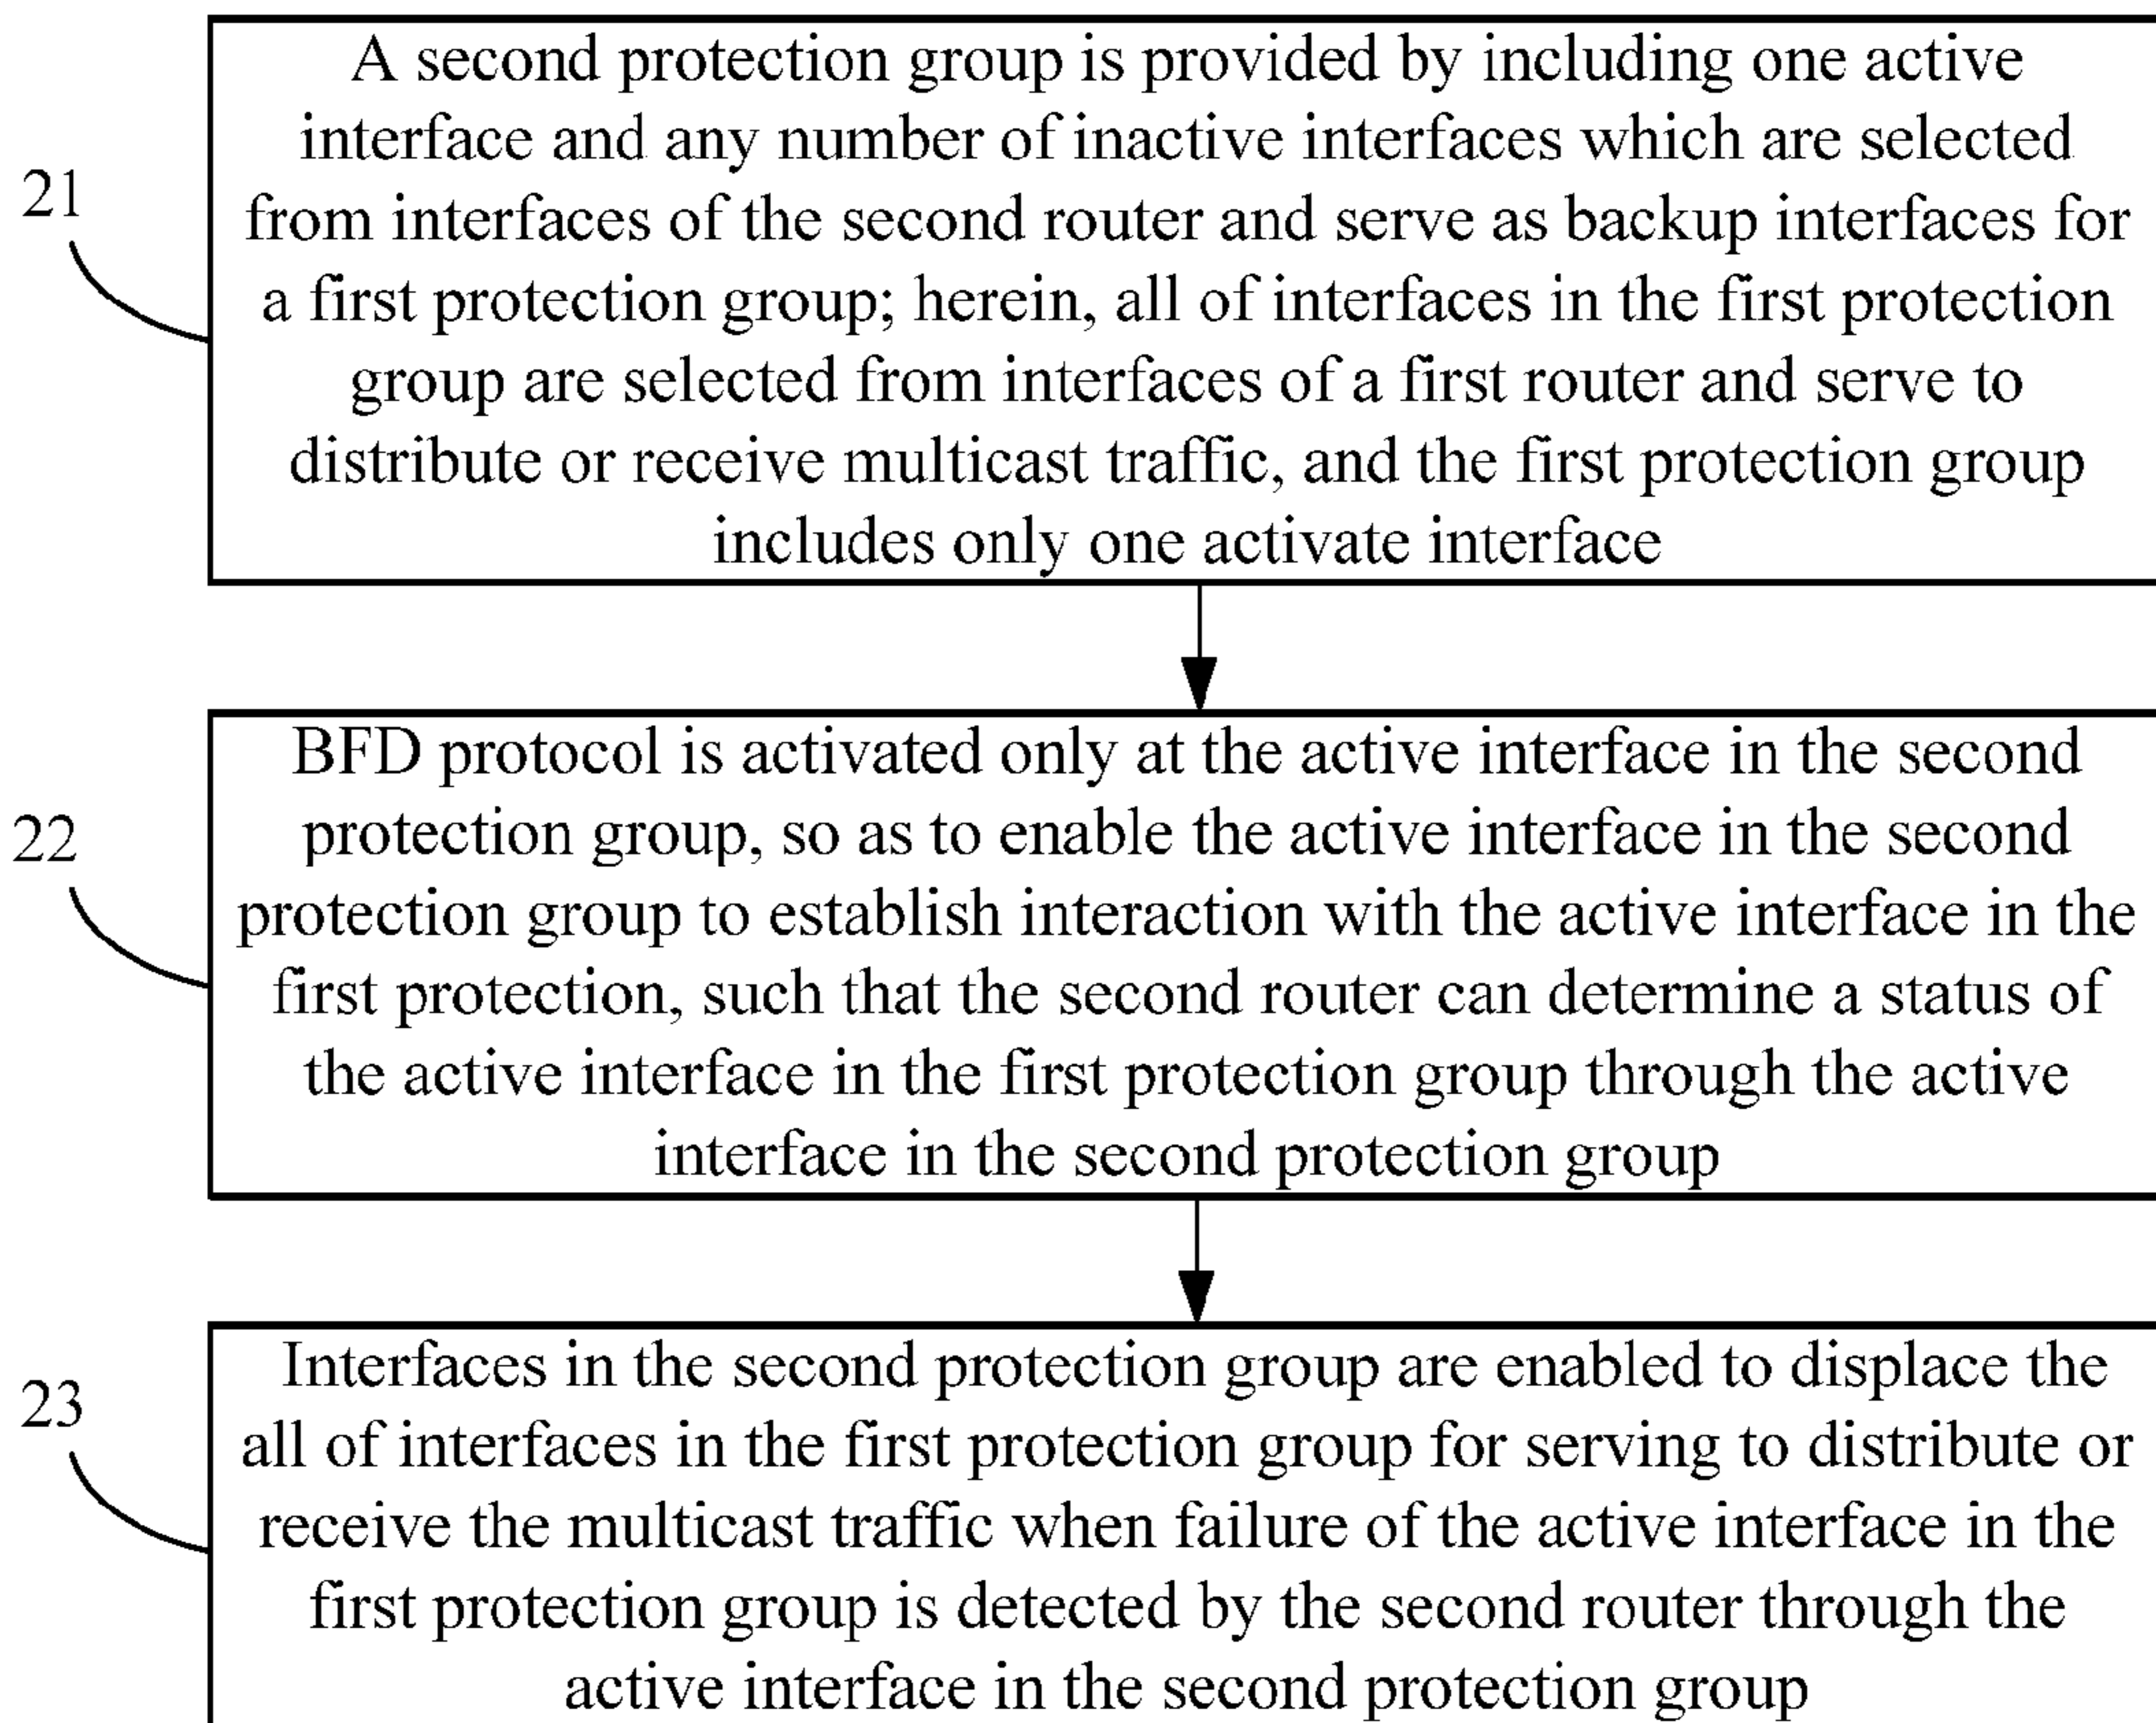 A second protection group is provided by including one active
interface and any number of inactive interfaces which are selected
21
from interfaces of the second router and serve as backup interfaces for
a first protection group; herein, all of interfaces in the first protection
group are selected from interfaces of a first router and serve to
distribute or receive multicast traffic, and the first protection group
includes only one activate interface
BFD protocol is activated only at the active interface in the second
22
protection group, so as to enable the active interface in the second
protection group to establish interaction with the active interface in the
first protection, such that the second router can determine a status of
the active interface in the first protection group through the active
interface in the second protection group
Interfaces in the second protection group are enabled to displace the
23
all of interfaces in the first protection group for serving to distribute or
receive the multicast traffic when failure of the active interface in the
first protection group is detected by the second router through the
active interface in the second protection group